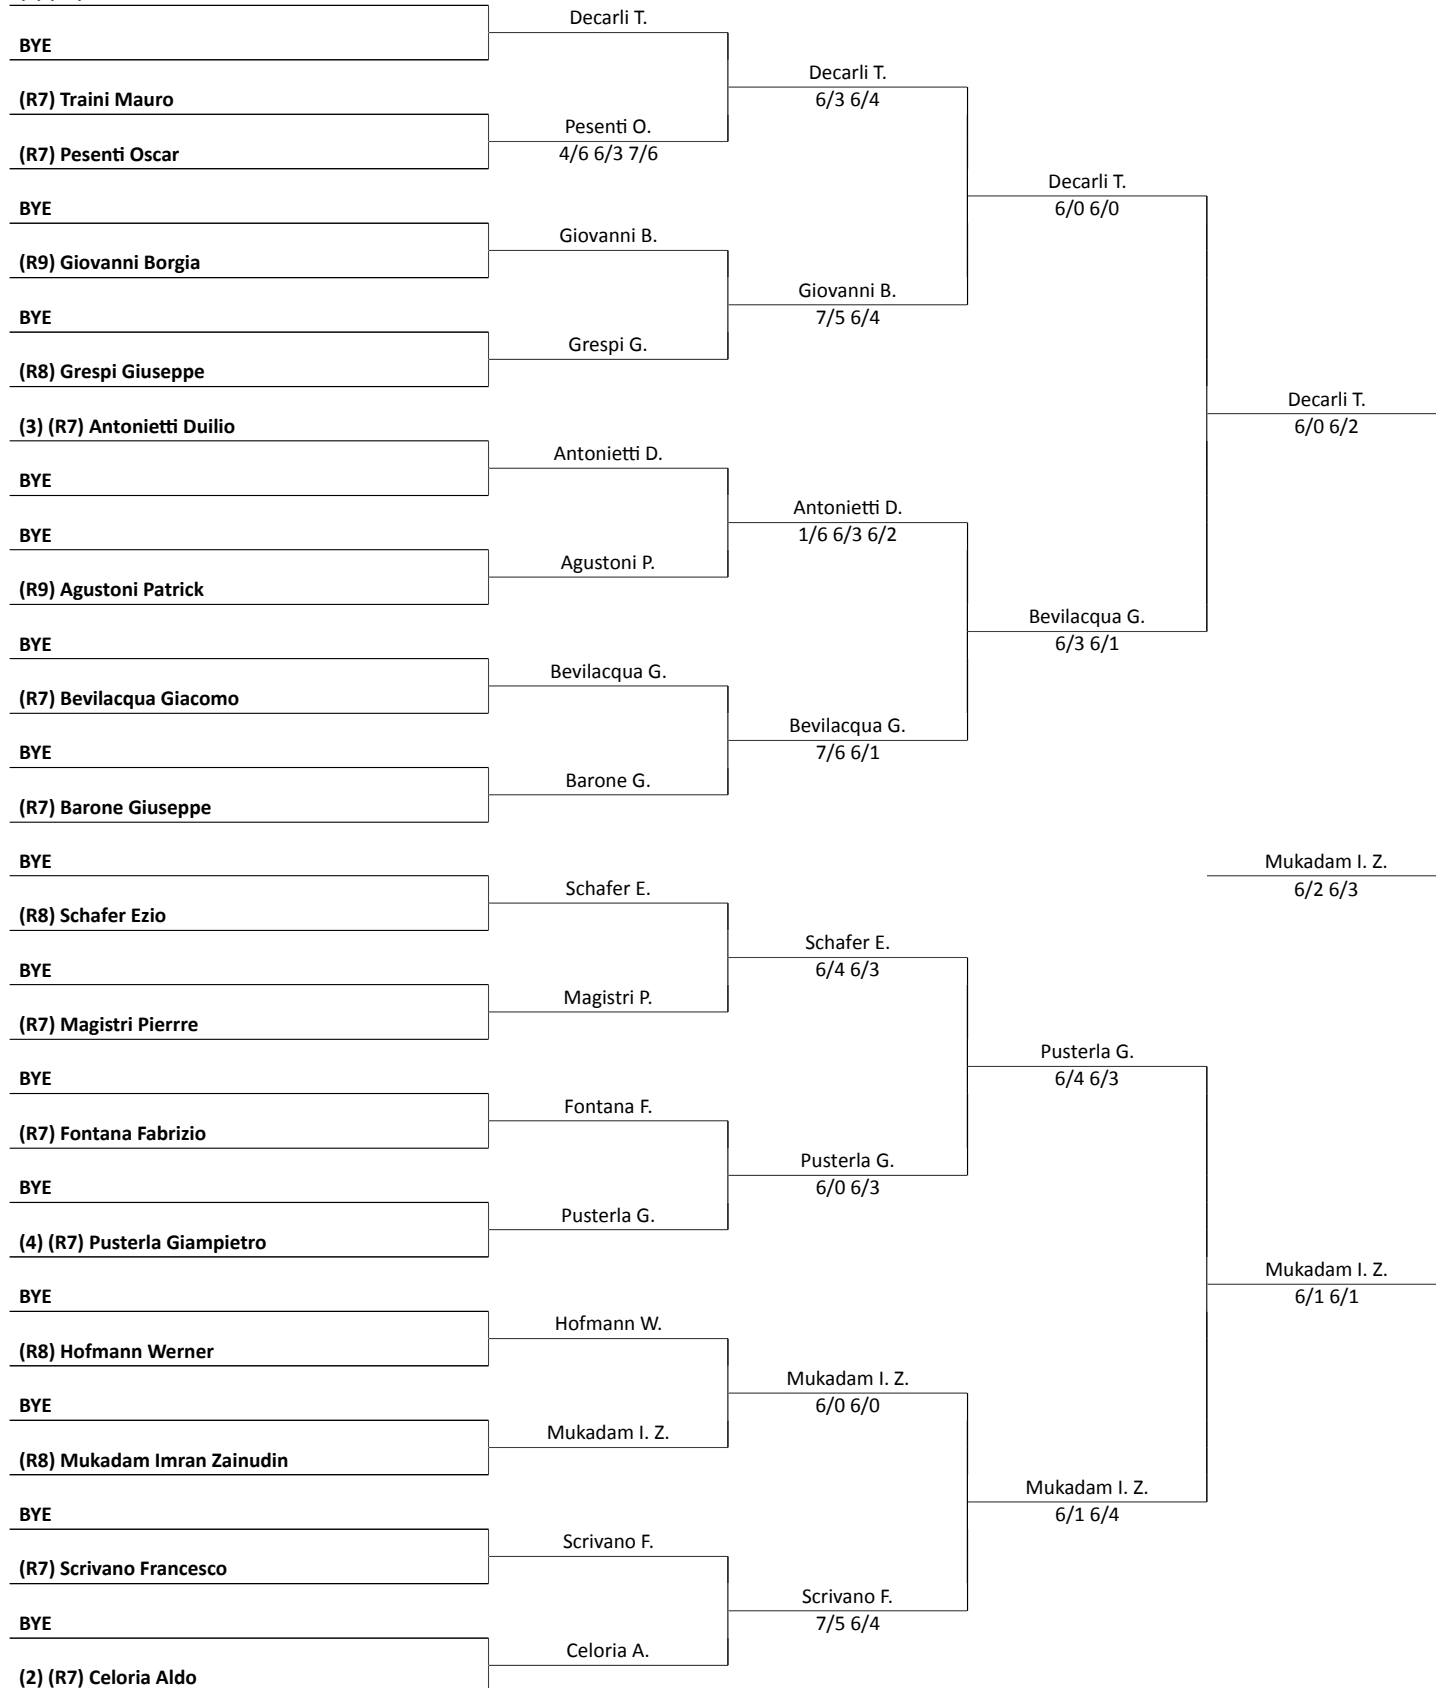 BYE
(R7) Traini Mauro
(R7) Pesenti Oscar
BYE
(R9) Giovanni Borgia
BYE
(R8) Grespi Giuseppe
(3) (R7) Antonietti Duilio
BYE
BYE
(R9) Agustoni Patrick
BYE
(R7) Bevilacqua Giacomo
BYE
(R7) Barone Giuseppe
BYE
(R8) Schafer Ezio
BYE
(R7) Magistri Pierrre
BYE
(R7) Fontana Fabrizio
BYE
(4) (R7) Pusterla Giampietro
BYE
(R8) Hofmann Werner
BYE
(R8) Mukadam Imran Zainudin
BYE
(R7) Scrivano Francesco
BYE
(2) (R7) Celoria Aldo
Decarli T.
Pesenti O.
4/6 6/3 7/6
Giovanni B.
Grespi G.
Antonietti D.
Agustoni P.
Bevilacqua G.
Barone G.
Schafer E.
Magistri P.
Fontana F.
Pusterla G.
Hofmann W.
Mukadam I. Z.
Scrivano F.
Celoria A.
Decarli T.
6/3 6/4
Giovanni B.
7/5 6/4
Antonietti D.
1/6 6/3 6/2
Bevilacqua G.
7/6 6/1
Schafer E.
6/4 6/3
Pusterla G.
6/0 6/3
Mukadam I. Z.
6/0 6/0
Scrivano F.
7/5 6/4
Decarli T.
6/0 6/0
Bevilacqua G.
6/3 6/1
Pusterla G.
6/4 6/3
Mukadam I. Z.
6/1 6/4
Decarli T.
6/0 6/2
Mukadam I. Z.
6/2 6/3
Mukadam I. Z.
6/1 6/1